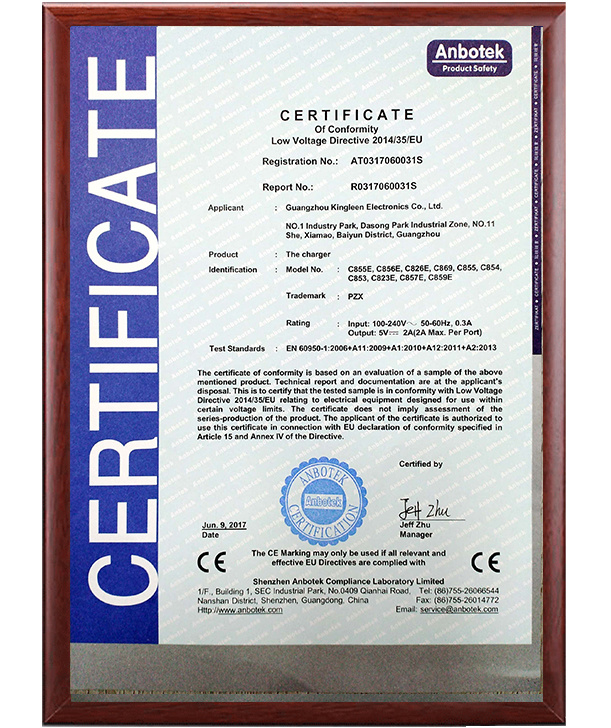 CERTIFICATE
Anbotek
Product Safety
CERTIFICATE
Of Conformity
Low Voltage Directive 2014/35/EU
Registration No.: AT0317060031S
Report No.: R0317060031S
Applicant : Guangzhou Kingleen Electronics Co., Ltd.
NO.1 Industry Park, Dasong Park Industrial Zone, NO.11
She, Xiamao, Baiyun District, Guangzhou
Product : The charger
Identification : Model No. : C855E, C856E, C826E, C869, C855, C854,
C853, C823E, C857E, C859E
Trademark : PZX
Rating : Input: 100-240V~ 50-60Hz, 0.3A
Output: 5V⎓ 2A(2A Max. Per Port)
Test Standards : EN 60950-1:2006+A11:2009+A1:2010+A12:2011+A2:2013
The certificate of conformity is based on an evaluation of a sample of the above
mentioned product. Technical report and documentation are at the applicant's
disposal. This is to certify that the tested sample is in conformity with Low Voltage
Directive 2014/35/EU relating to electrical equipment designed for use within
certain voltage limits. The certificate does not imply assessment of the
series-production of the product. The applicant of the certificate is authorized to
use this certificate in connection with EU declaration of conformity specified in
Article 15 and Annex IV of the Directive.
Certified by
ANBOTEK
Anbotek
CERTIFICATION
Jeff Zhu
Jun. 9, 2017
Date
Jeff Zhu
Manager
CE
The CE Marking may only be used if all relevant and
effective EU Directives are complied with
CE
Shenzhen Anbotek Compliance Laboratory Limited
1/F., Building 1, SEC Industrial Park, No.0409 Qianhai Road, Tel: (86)755-26066544
Nanshan District, Shenzhen, Guangdong, China Fax: (86)755-26014772
Http://www.anbotek.com Email: service@anbotek.com